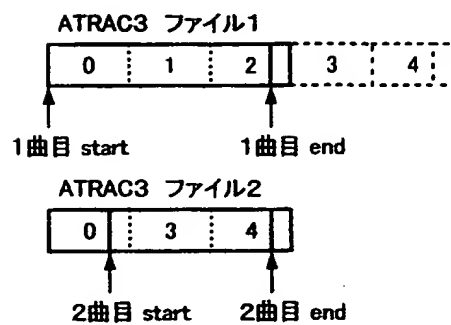 ATRAC3 ファイル1
0 1 2 3 4
1曲目 start 1曲目 end
ATRAC3 ファイル2
0 3 4
2曲目 start 2曲目 end